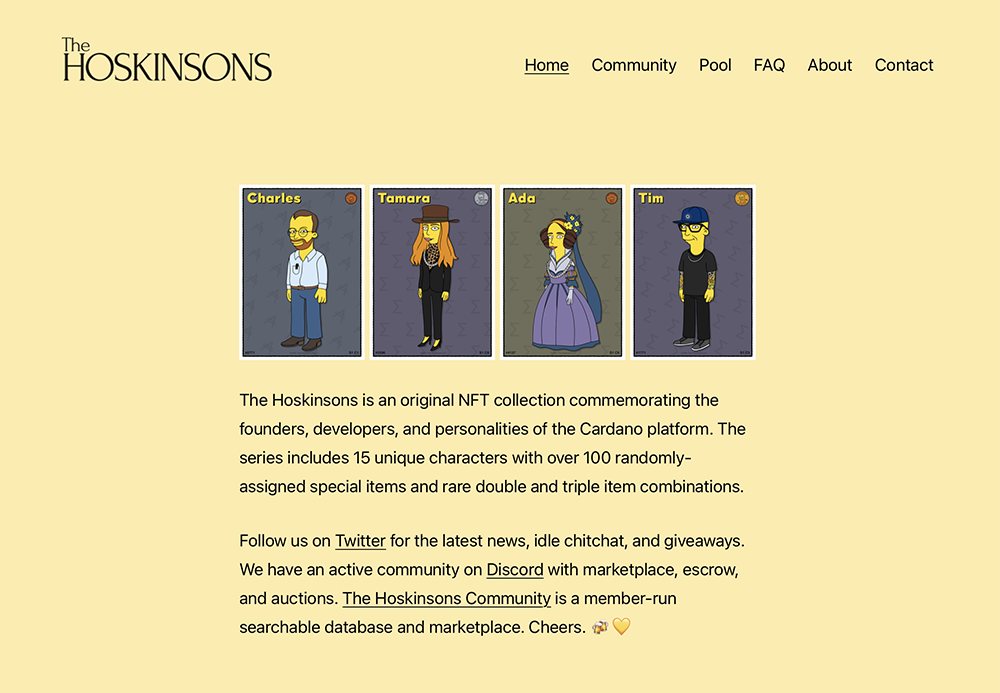 The
HOSKINSONS
Home Community Pool FAQ About Contact
Charles Tamara Ada Tim
The Hoskinsons is an original NFT collection commemorating the
founders, developers, and personalities of the Cardano platform. The
series includes 15 unique characters with over 100 randomly-
assigned special items and rare double and triple item combinations.
Follow us on Twitter for the latest news, idle chitchat, and giveaways.
We have an active community on Discord with marketplace, escrow,
and auctions. The Hoskinsons Community is a member-run
searchable database and marketplace. Cheers. 🍻💛